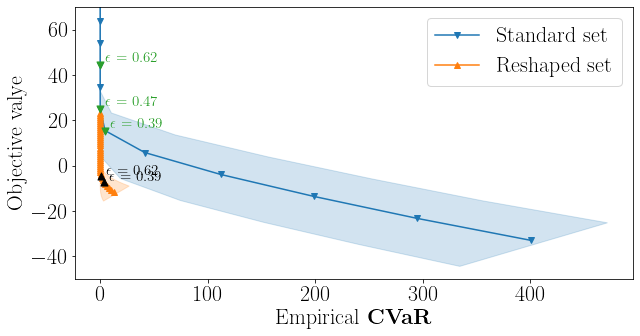 60
40
20
0
−20
−40
Objective valye
0
100
200
300
400
Empirical CVaR
Standard set
Reshaped set
ϵ = 0.62
ϵ = 0.47
ϵ = 0.39
ϵ = 0.62
ϵ = 0.39